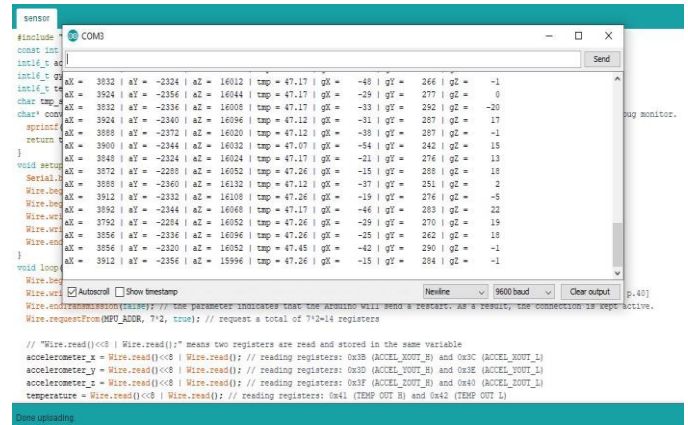 sensor
#include "
const int
int16_t ac
int16_t gy
int16_t te
char tmp_s
char* conv
ug monitor.
sprintf(
return t
}
void setup
Serial.b
Wire.beg
Wire.beg
Wire.wri
Wire.wri
Wire.end
}
void loop(
Wire.beg
Wire.wri
p.40]
COM3
Send
aX = 3832 | aY = -2324 | aZ = 16012 | tmp = 47.17 | gX = -48 | gY = 266 | gZ = -1
aX = 3924 | aY = -2356 | aZ = 16044 | tmp = 47.17 | gX = -29 | gY = 277 | gZ = 0
aX = 3832 | aY = -2336 | aZ = 16008 | tmp = 47.17 | gX = -33 | gY = 292 | gZ = -20
aX = 3924 | aY = -2340 | aZ = 16096 | tmp = 47.12 | gX = -31 | gY = 287 | gZ = 17
aX = 3888 | aY = -2372 | aZ = 16020 | tmp = 47.12 | gX = -38 | gY = 287 | gZ = -1
aX = 3900 | aY = -2344 | aZ = 16032 | tmp = 47.07 | gX = -54 | gY = 242 | gZ = 15
aX = 3848 | aY = -2324 | aZ = 16024 | tmp = 47.17 | gX = -21 | gY = 276 | gZ = 13
aX = 3872 | aY = -2288 | aZ = 16052 | tmp = 47.26 | gX = -15 | gY = 288 | gZ = 18
aX = 3888 | aY = -2360 | aZ = 16132 | tmp = 47.12 | gX = -37 | gY = 251 | gZ = 2
aX = 3912 | aY = -2332 | aZ = 16108 | tmp = 47.26 | gX = -19 | gY = 276 | gZ = -5
aX = 3892 | aY = -2344 | aZ = 16068 | tmp = 47.17 | gX = -46 | gY = 283 | gZ = 22
aX = 3792 | aY = -2284 | aZ = 16052 | tmp = 47.26 | gX = -29 | gY = 270 | gZ = 19
aX = 3856 | aY = -2336 | aZ = 16096 | tmp = 47.26 | gX = -25 | gY = 262 | gZ = 18
aX = 3856 | aY = -2320 | aZ = 16052 | tmp = 47.45 | gX = -42 | gY = 290 | gZ = -1
aX = 3912 | aY = -2356 | aZ = 15996 | tmp = 47.26 | gX = -15 | gY = 284 | gZ = -1
Autoscroll Show timestamp Newline 9600 baud Clear output
Wire.endTransmission(false); // the parameter indicates that the Arduino will send a restart. As a result, the connection is kept active.
Wire.requestFrom(MPU_ADDR, 7*2, true); // request a total of 7*2=14 registers
// "Wire.read()<<8 | Wire.read();" means two registers are read and stored in the same variable
accelerometer_x = Wire.read()<<8 | Wire.read(); // reading registers: 0x3B (ACCEL_XOUT_H) and 0x3C (ACCEL_XOUT_L)
accelerometer_y = Wire.read()<<8 | Wire.read(); // reading registers: 0x3D (ACCEL_YOUT_H) and 0x3E (ACCEL_YOUT_L)
accelerometer_z = Wire.read()<<8 | Wire.read(); // reading registers: 0x3F (ACCEL_ZOUT_H) and 0x40 (ACCEL_ZOUT_L)
temperature = Wire.read()<<8 | Wire.read(); // reading registers: 0x41 (TEMP_OUT_H) and 0x42 (TEMP_OUT_L)
Done uploading.